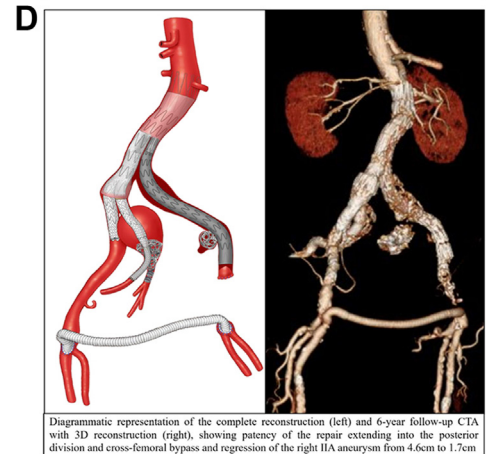 D
Diagrammatic representation of the complete reconstruction (left) and 6-year follow-up CTA
with 3D reconstruction (right), showing patency of the repair extending into the posterior
division and cross-femoral bypass and regression of the right IIA aneurysm from 4.6cm to 1.7cm